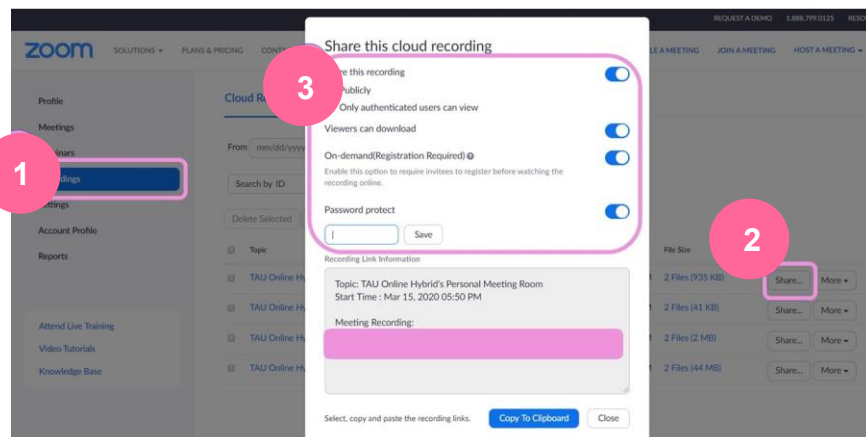 REQUEST A DEMO 1.888.799.0125 RESO
zoom SOLUTIONS PLANS & PRICING CONTA
LE A MEETING JOIN A MEETING HOST A MEETING
Profile
Meetings
inars
dings
ettings
Account Profile
Reports
Attend Live Training
Video Tutorials
Knowledge Base
1
Cloud Re
From mm/dd/yyyy
Search by ID
Delete Selected
Topic
File Size
TAU Online Hy
2 Files (935 KB) Share... More
TAU Online Hy
2 Files (41 KB) Share... More
TAU Online Hy
2 Files (2 MB) Share... More
TAU Online Hy
2 Files (44 MB) Share... More
2
3
Share this cloud recording
re this recording
Publicly
Only authenticated users can view
Viewers can download
On-demand(Registration Required)
Enable this option to require invitees to register before watching the
recording online.
Password protect
Save
Recording Link Information
Topic: TAU Online Hybrid's Personal Meeting Room
Start Time : Mar 15, 2020 05:50 PM
Meeting Recording:
Select, copy and paste the recording links. Copy To Clipboard Close